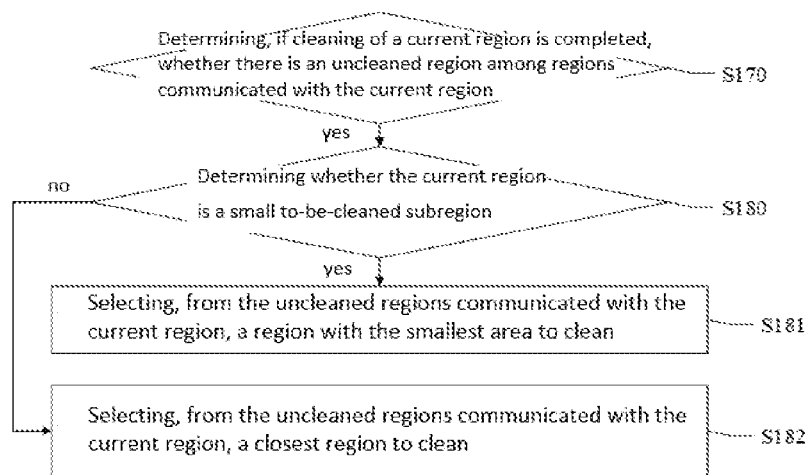 Determining, if cleaning of a current region is completed,
whether there is an uncleaned region among regions
communicated with the current region
S170
yes
no
Determining whether the current region
is a small to-be-cleaned subregion
S180
yes
Selecting, from the uncleaned regions communicated with the
current region, a region with the smallest area to clean
S181
Selecting, from the uncleaned regions communicated with the
current region, a closest region to clean
S182